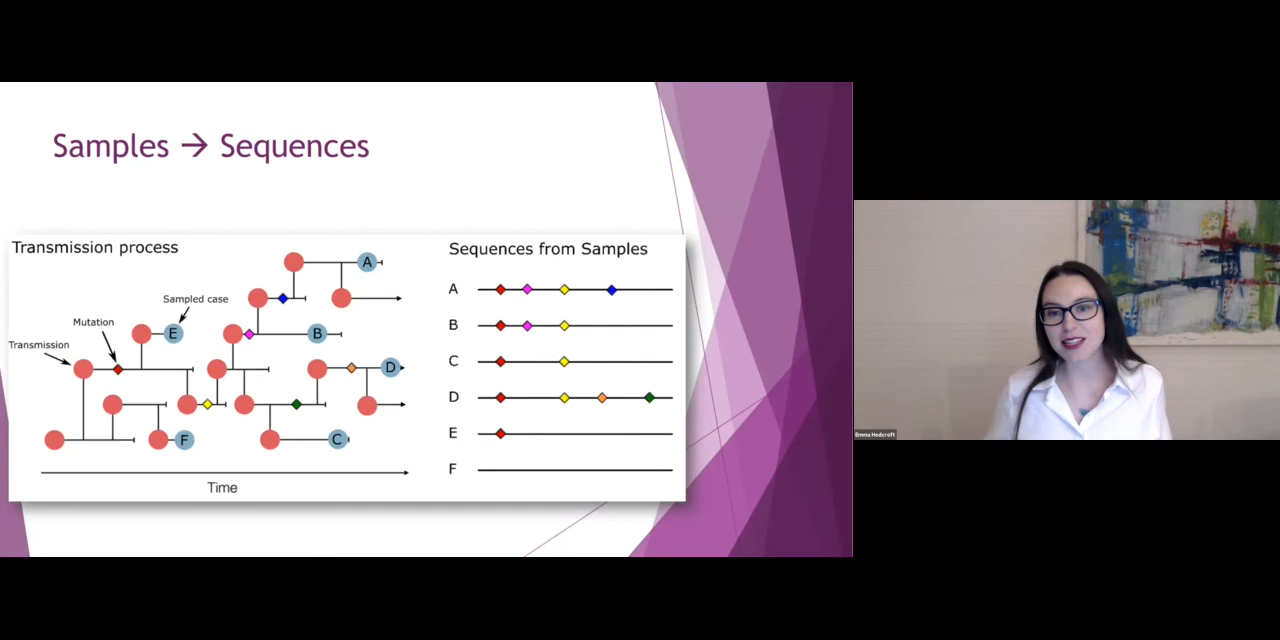 Samples → Sequences
Transmission process
Sequences from Samples
A
Sampled case
Mutation
E
B
Transmission
D
F
C
Time
A
B
C
D
E
F
Emma Hodcroft